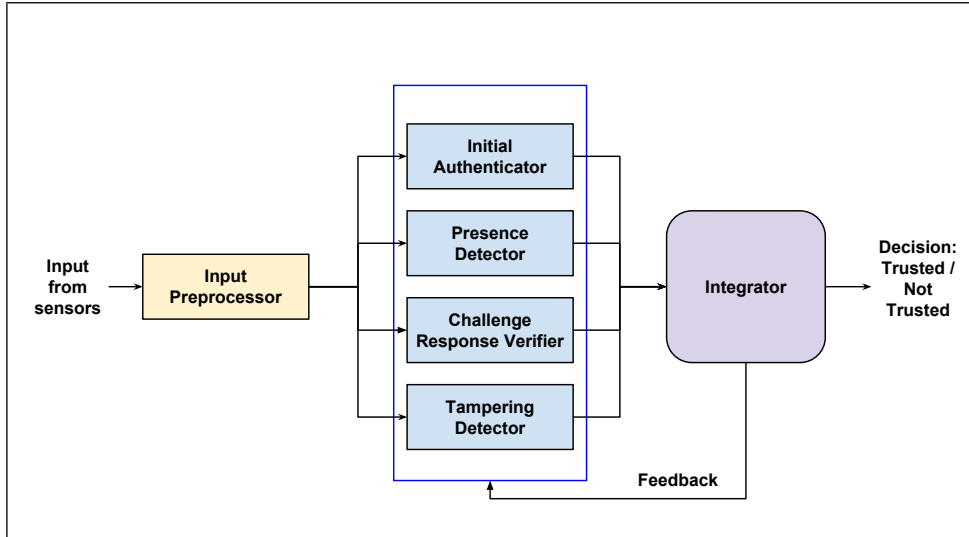 Input
from
sensors
Input
Preprocessor
Initial
Authenticator
Presence
Detector
Challenge
Response Verifier
Tampering
Detector
Integrator
Decision:
Trusted /
Not
Trusted
Feedback